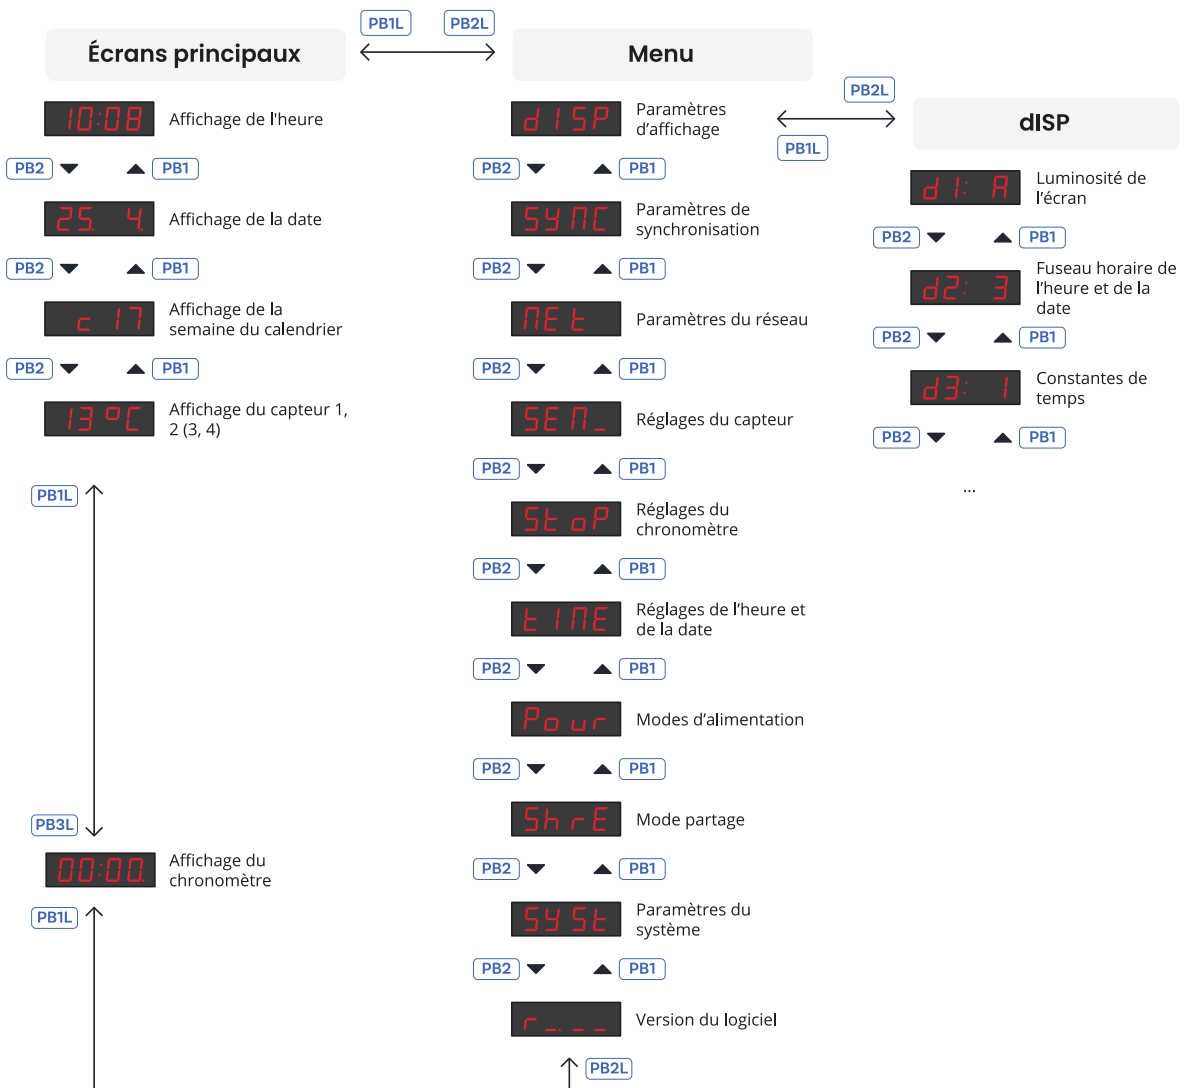 PB1L PB2L
Écrans principaux
Menu
dISP
10:08
Affichage de l'heure
PB2 PB1
25. 4.
Affichage de la date
PB2 PB1
c 17
Affichage de la
semaine du calendrier
PB2 PB1
13 °C
Affichage du capteur 1,
2 (3, 4)
PB1L
PB3L
00:00.
Affichage du
chronomètre
PB1L
dISP
Paramètres
d’affichage
PB2 PB1
SYNC
Paramètres de
synchronisation
PB2 PB1
NEt
Paramètres du réseau
PB2 PB1
SEN_
Réglages du capteur
PB2 PB1
StoP
Réglages du
chronomètre
PB2 PB1
tIME
Réglages de l’heure et
de la date
PB2 PB1
Pour
Modes d’alimentation
PB2 PB1
ShrE
Mode partage
PB2 PB1
SYSt
Paramètres du
système
PB2 PB1
r _._ _
Version du logiciel
PB2L
PB2L
PB1L
d1: A
Luminosité de
l’écran
PB2 PB1
d2: 3
Fuseau horaire de
l’heure et de la
date
PB2 PB1
d3: 1
Constantes de
temps
PB2 PB1
...